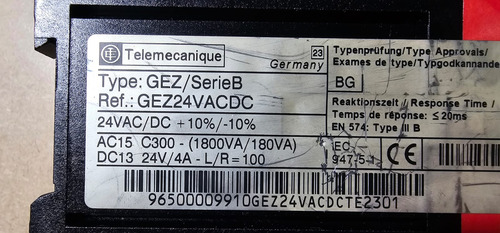 Telemecanique
23
Germany
Type: GEZ/SerieB
Ref.: GEZ24VACDC
24VAC/DC +10%/-10%
AC15 C300 - (1800VA/180VA)
DC13 24V/4A - L/R=100
Typenprüfung/Type Approvals/
Exames de type/Typgodkannande
BG
Reaktionszeit / Response Time /
Temps de réponse: ≤20ms
EN 574: Type III B
IEC
947-5-1
CE
96500009910GEZ24VACDCTE2301